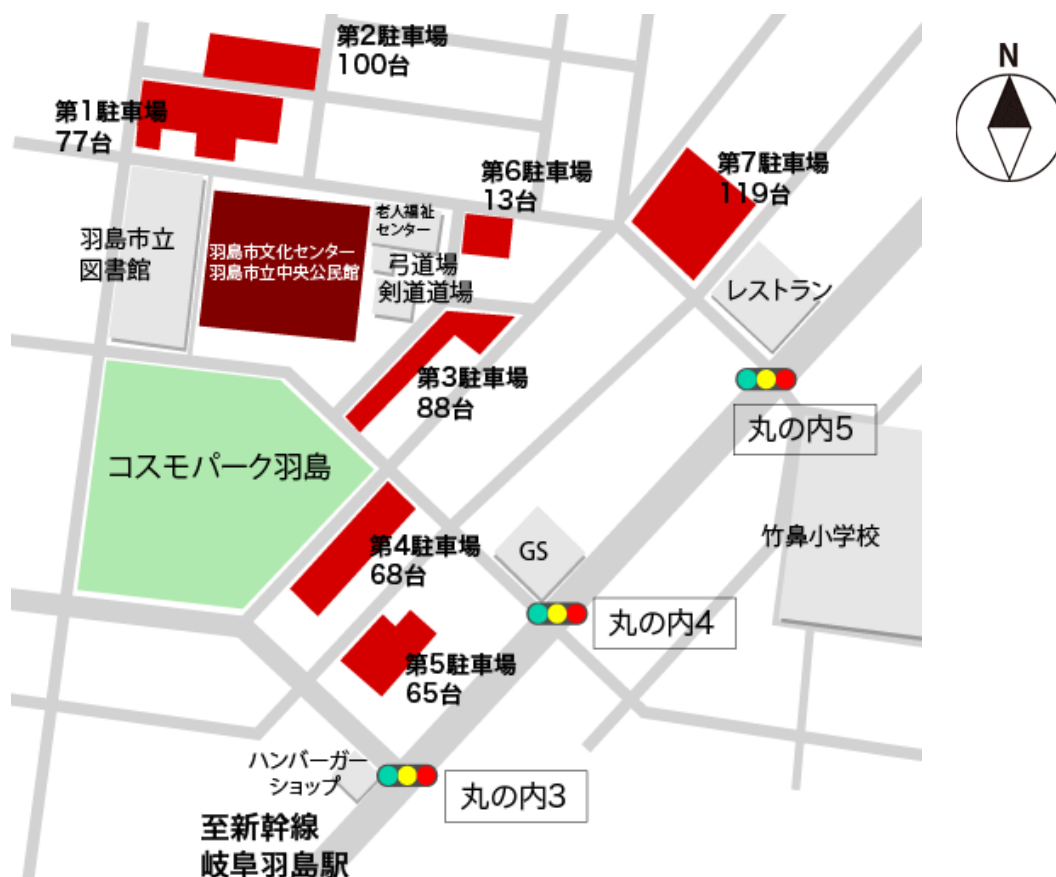 第2駐車場
100台
N
第1駐車場
77台
第6駐車場
13台
第7駐車場
119台
老人福祉
センター
羽島市立
図書館
羽島市文化センター
羽島市立中央公民館
弓道場
剣道道場
レストラン
第3駐車場
88台
丸の内5
コスモパーク羽島
竹鼻小学校
第4駐車場
68台
GS
丸の内4
第5駐車場
65台
ハンバーガー
ショップ
丸の内3
至新幹線
岐阜羽島駅